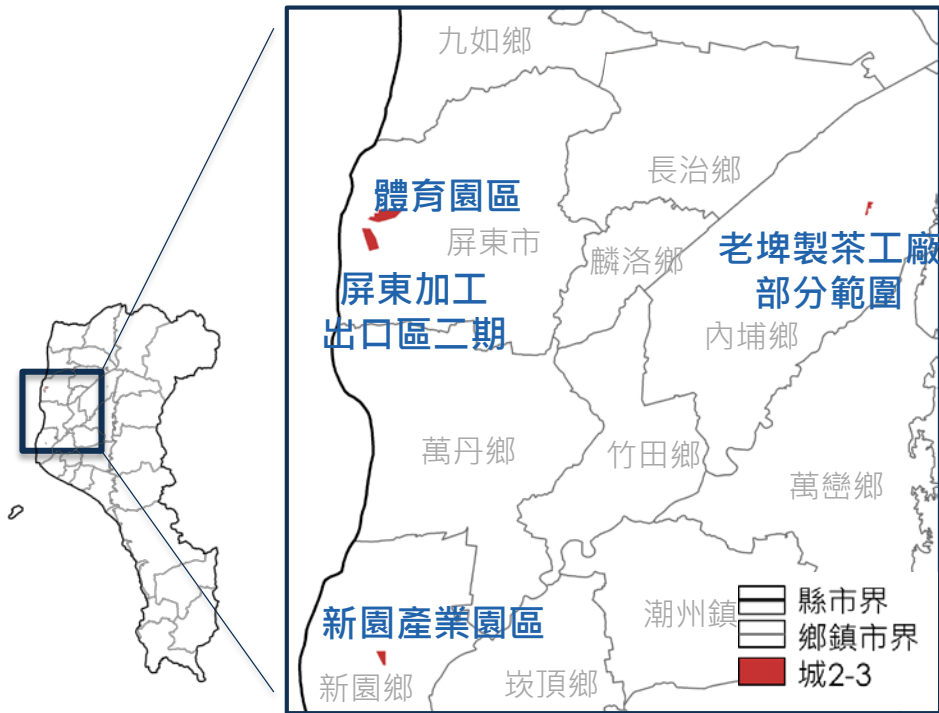 九如鄉
長治鄉
體育園區
屏東市
麟洛鄉
老埤製茶工廠
部分範圍
屏東加工
出口區二期
內埔鄉
萬丹鄉
竹田鄉
萬巒鄉
新園產業園區
潮州鎮
新園鄉
崁頂鄉
縣市界
鄉鎮市界
城2-3